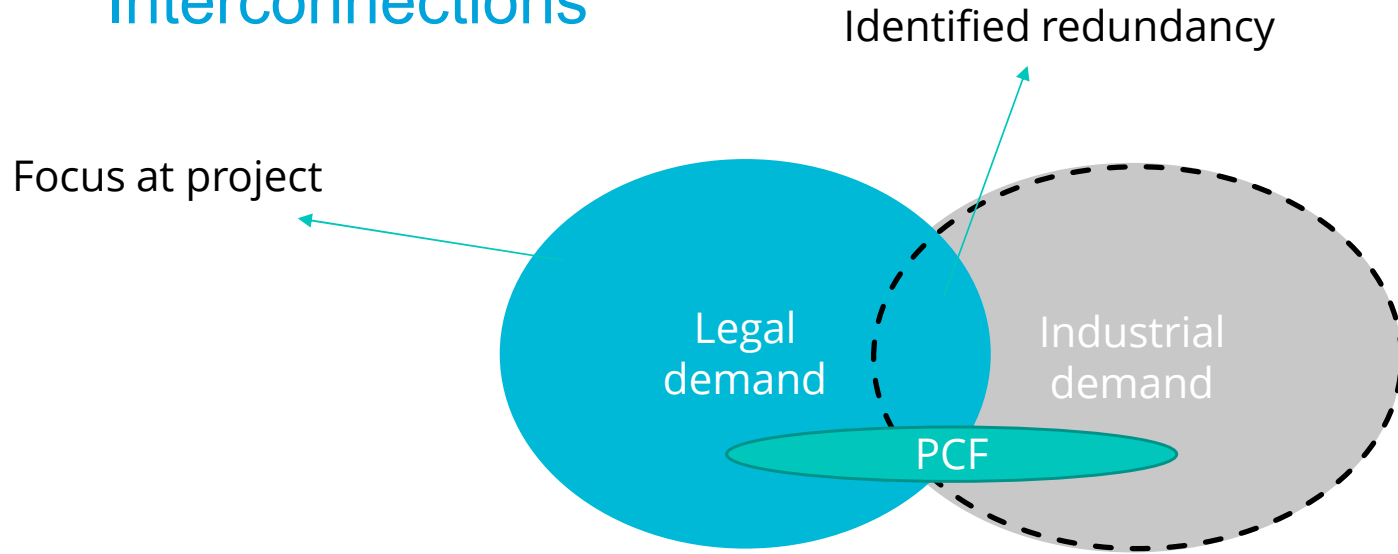 Interconnections
Identified redundancy
Focus at project
Legal
demand
Industrial
demand
PCF